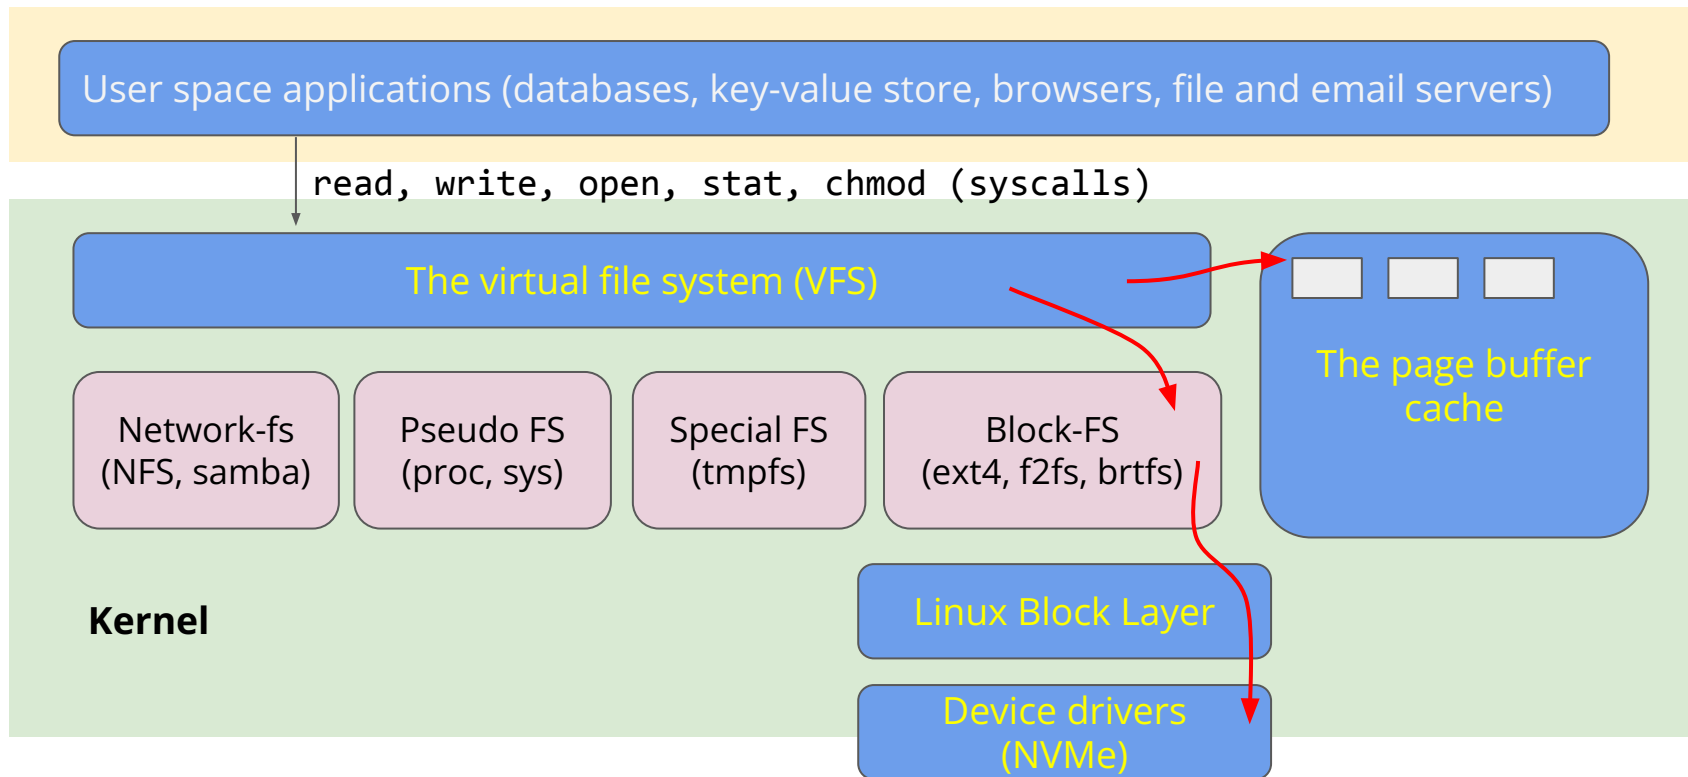 User space applications (databases, key-value store, browsers, file and email servers)
read, write, open, stat, chmod (syscalls)
The virtual file system (VFS)
The page buffer
cache
Network-fs
(NFS, samba)
Pseudo FS
(proc, sys)
Special FS
(tmpfs)
Block-FS
(ext4, f2fs, brtfs)
Kernel
Linux Block Layer
Device drivers
(NVMe)